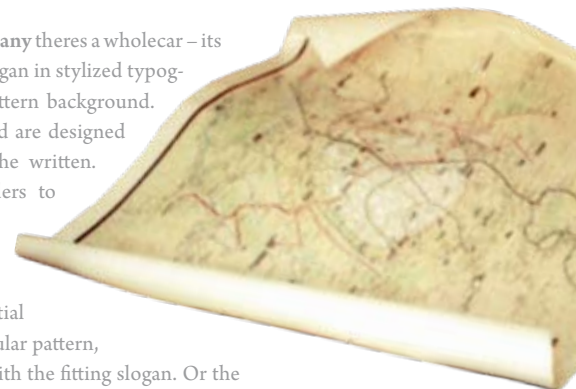 any theres a wholecar – its
gan in stylized typog-
ttern background.
d are designed
he written.
ers to
tial
ular pattern,
ith the fitting slogan. Or the